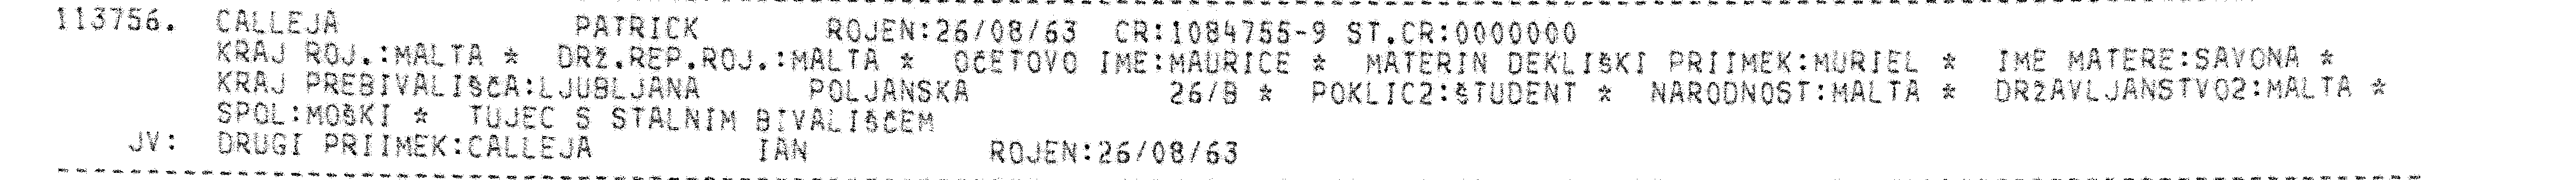 113756. CALLEJA PATRICK ROJEN:26/08/63 CR:1084755-9 ST.CR:0000000
KRAJ ROJ.:MALTA * DRŽ.REP.ROJ.:MALTA * OČETOVO IME:MAURICE * MATERIN DEKLIŠKI PRIIMEK:MURIEL * IME MATERE:SAVONA *
KRAJ PREBIVALIŠČA:LJUBLJANA POLJANSKA 26/B * POKLIC2:ŠTUDENT * NARODNOST:MALTA * DRŽAVLJANSTVO2:MALTA *
SPOL:MOŠKI * TUJEC S STALNIM BIVALIŠČEM
JV: DRUGI PRIIMEK:CALLEJA IAN ROJEN:26/08/63